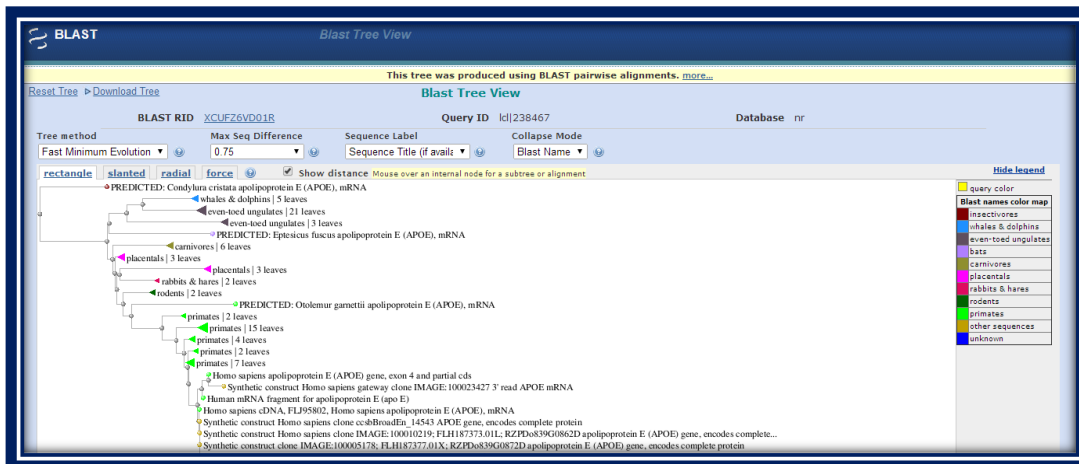 BLAST Blast Tree View
This tree was produced using BLAST pairwise alignments. more...
Reset Tree Download Tree Blast Tree View
BLAST RID XCUFZ6VD01R Query ID lcl|238467 Database nr
Tree method Max Seq Difference Sequence Label Collapse Mode
Fast Minimum Evolution 0.75 Sequence Title (if availa Blast Name
rectangle slanted radial force Show distance Mouse over an internal node for a subtree or alignment Hide legend
PREDICTED: Condylura cristata apolipoprotein E (APOE), mRNA
whales & dolphins | 5 leaves
even-toed ungulates | 21 leaves
even-toed ungulates | 3 leaves
PREDICTED: Eptesicus fuscus apolipoprotein E (APOE), mRNA
carnivores | 6 leaves
placentals | 3 leaves
placentals | 3 leaves
rabbits & hares | 2 leaves
rodents | 2 leaves
PREDICTED: Otolemur garnettii apolipoprotein E (APOE), mRNA
primates | 2 leaves
primates | 15 leaves
primates | 4 leaves
primates | 2 leaves
primates | 7 leaves
Homo sapiens apolipoprotein E (APOE) gene, exon 4 and partial cds
Synthetic construct Homo sapiens gateway clone IMAGE:100023427 3' read APOE mRNA
Human mRNA fragment for apolipoprotein E (apo E)
Homo sapiens cDNA, FLJ95802, Homo sapiens apolipoprotein E (APOE), mRNA
Synthetic construct Homo sapiens clone ccsbBroadEn_14543 APOE gene, encodes complete protein
Synthetic construct Homo sapiens clone IMAGE:100010219; FLH187373.01L; RZPDo839G0862D apolipoprotein E (APOE) gene, encodes complete...
Synthetic construct Homo sapiens clone IMAGE:100005178; FLH187377.01X; RZPDo839G0872D apolipoprotein E (APOE) gene, encodes complete protein
query color
Blast names color map
insectivores
whales & dolphins
even-toed ungulates
bats
carnivores
placentals
rabbits & hares
rodents
primates
other sequences
unknown